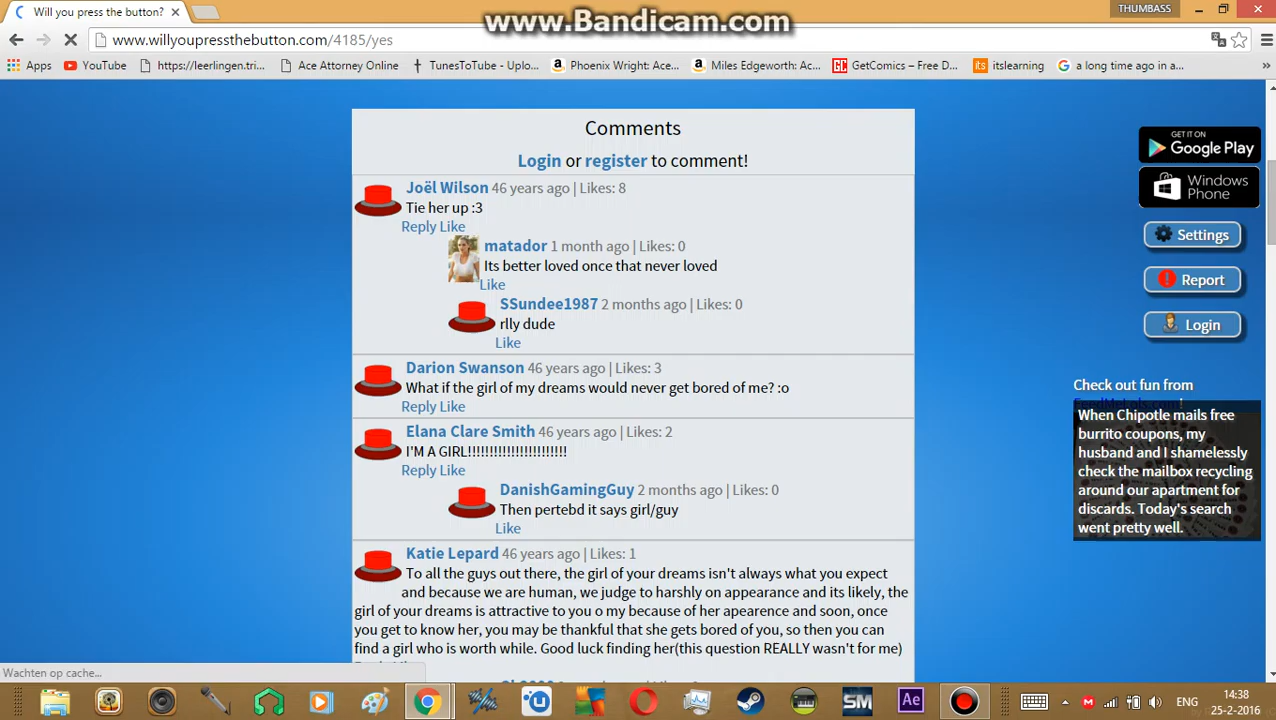 Will you press the button?
www.Bandicam.com
THUMBASS
www.willyoupressthebutton.com/4185/yes
Apps YouTube https://leerlingen.tri... Ace Attorney Online TunesToTube - Uplo... Phoenix Wright: Ace... Miles Edgeworth: Ac... GetComics – Free D... its itslearning a long time ago in a...
Comments
Login or register to comment!
Joël Wilson 46 years ago | Likes: 8
Tie her up :3
Reply Like
matador 1 month ago | Likes: 0
Its better loved once that never loved
Like
SSundee1987 2 months ago | Likes: 0
rlly dude
Like
Darion Swanson 46 years ago | Likes: 3
What if the girl of my dreams would never get bored of me? :o
Reply Like
Elana Clare Smith 46 years ago | Likes: 2
I'M A GIRL!!!!!!!!!!!!!!!!!!!!!!!
Reply Like
DanishGamingGuy 2 months ago | Likes: 0
Then pertebd it says girl/guy
Like
Katie Lepard 46 years ago | Likes: 1
To all the guys out there, the girl of your dreams isn't always what you expect
and because we are human, we judge to harshly on appearance and its likely, the
girl of your dreams is attractive to you o my because of her apearence and soon, once
you get to know her, you may be thankful that she gets bored of you, so then you can
find a girl who is worth while. Good luck finding her(this question REALLY wasn't for me)
GET IT ON
Google Play
Windows
Phone
Settings
Report
Login
Check out fun from
FeedMeLols.com!
When Chipotle mails free
burrito coupons, my
husband and I shamelessly
check the mailbox recycling
around our apartment for
discards. Today's search
went pretty well.
Wachten op cache...
SM
Ae
ENG
14:38
25-2-2016